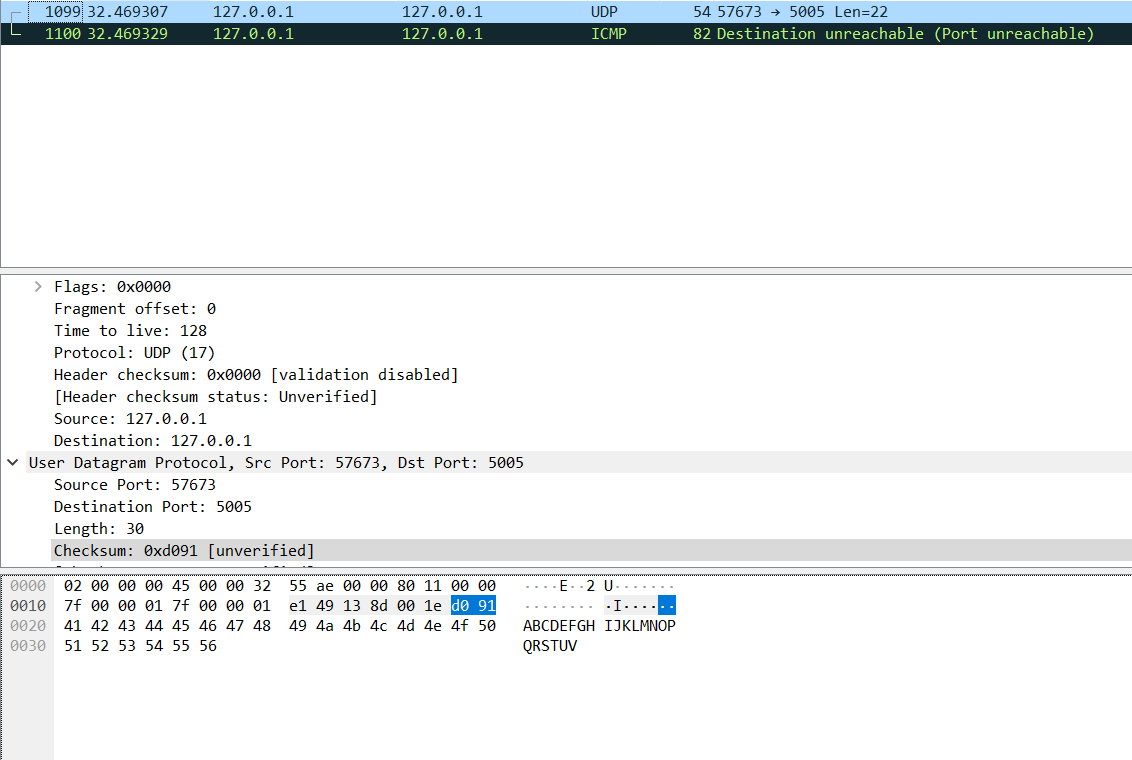 1099 32.469307 127.0.0.1 127.0.0.1 UDP 54 57673 → 5005 Len=22
1100 32.469329 127.0.0.1 127.0.0.1 ICMP 82 Destination unreachable (Port unreachable)
Flags: 0x0000
Fragment offset: 0
Time to live: 128
Protocol: UDP (17)
Header checksum: 0x0000 [validation disabled]
[Header checksum status: Unverified]
Source: 127.0.0.1
Destination: 127.0.0.1
User Datagram Protocol, Src Port: 57673, Dst Port: 5005
Source Port: 57673
Destination Port: 5005
Length: 30
Checksum: 0xd091 [unverified]
0000 02 00 00 00 45 00 00 32 55 ae 00 00 80 11 00 00 ····E··2 U·······
0010 7f 00 00 01 7f 00 00 01 e1 49 13 8d 00 1e d0 91 ········ ·I······
0020 41 42 43 44 45 46 47 48 49 4a 4b 4c 4d 4e 4f 50 ABCDEFGH IJKLMNOP
0030 51 52 53 54 55 56 QRSTUV